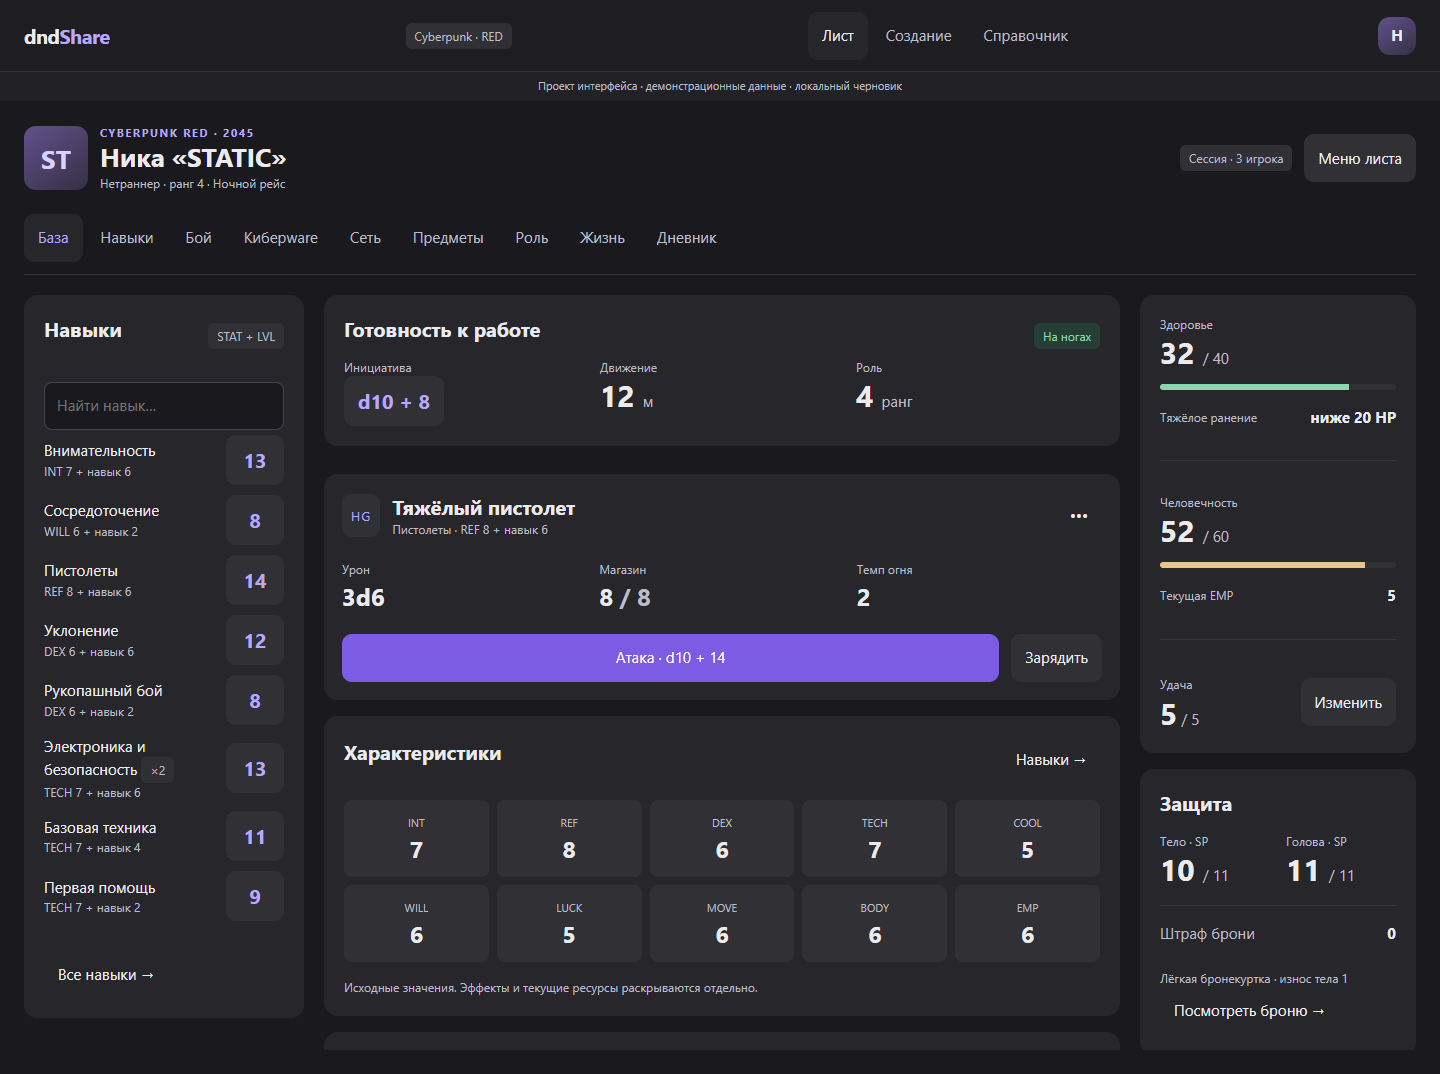 dndShare
Cyberpunk · RED
Лист
Создание
Справочник
Н
Проект интерфейса · демонстрационные данные · локальный черновик
ST
CYBERPUNK RED · 2045
Ника «STATIC»
Нетраннер · ранг 4 · Ночной рейс
Сессия · 3 игрока
Меню листа
База
Навыки
Бой
Киберware
Сеть
Предметы
Роль
Жизнь
Дневник
Навыки
STAT + LVL
Найти навык...
Внимательность
INT 7 + навык 6
13
Сосредоточение
WILL 6 + навык 2
8
Пистолеты
REF 8 + навык 6
14
Уклонение
DEX 6 + навык 6
12
Рукопашный бой
DEX 6 + навык 2
8
Электроника и
безопасность ×2
TECH 7 + навык 6
13
Базовая техника
TECH 7 + навык 4
11
Первая помощь
TECH 7 + навык 2
9
Все навыки →
Готовность к работе
На ногах
Инициатива
d10 + 8
Движение
12 м
Роль
4 ранг
HG
Тяжёлый пистолет
Пистолеты · REF 8 + навык 6
•••
Урон
3d6
Магазин
8 / 8
Темп огня
2
Атака · d10 + 14
Зарядить
Характеристики
Навыки →
INT
7
REF
8
DEX
6
TECH
7
COOL
5
WILL
6
LUCK
5
MOVE
6
BODY
6
EMP
6
Исходные значения. Эффекты и текущие ресурсы раскрываются отдельно.
Здоровье
32 / 40
Тяжёлое ранение
ниже 20 HP
Человечность
52 / 60
Текущая EMP
5
Удача
5 / 5
Изменить
Защита
Тело · SP
10 / 11
Голова · SP
11 / 11
Штраф брони
0
Лёгкая бронекуртка · износ тела 1
Посмотреть броню →